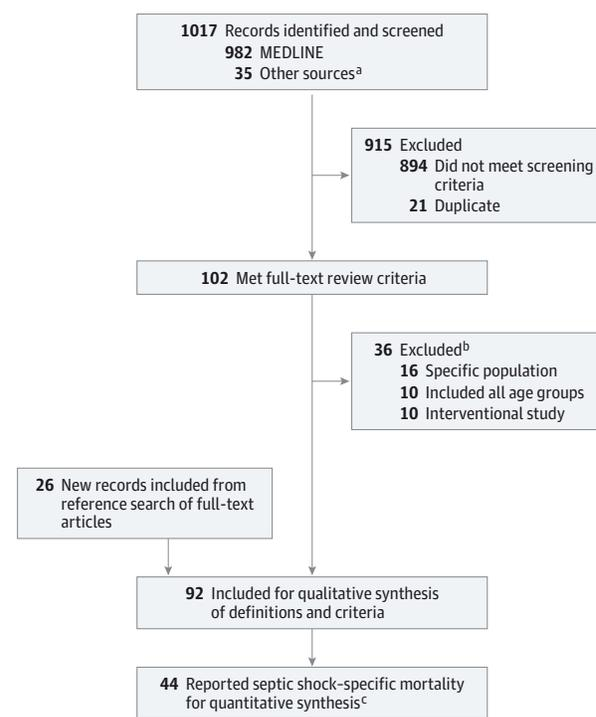 1017 Records identified and screened
982 MEDLINE
35 Other sourcesa
915 Excluded
894 Did not meet screening
criteria
21 Duplicate
102 Met full-text review criteria
36 Excludedb
16 Specific population
10 Included all age groups
10 Interventional study
26 New records included from
reference search of full-text
articles
92 Included for qualitative synthesis
of definitions and criteria
44 Reported septic shock-specific mortality
for quantitative synthesisc